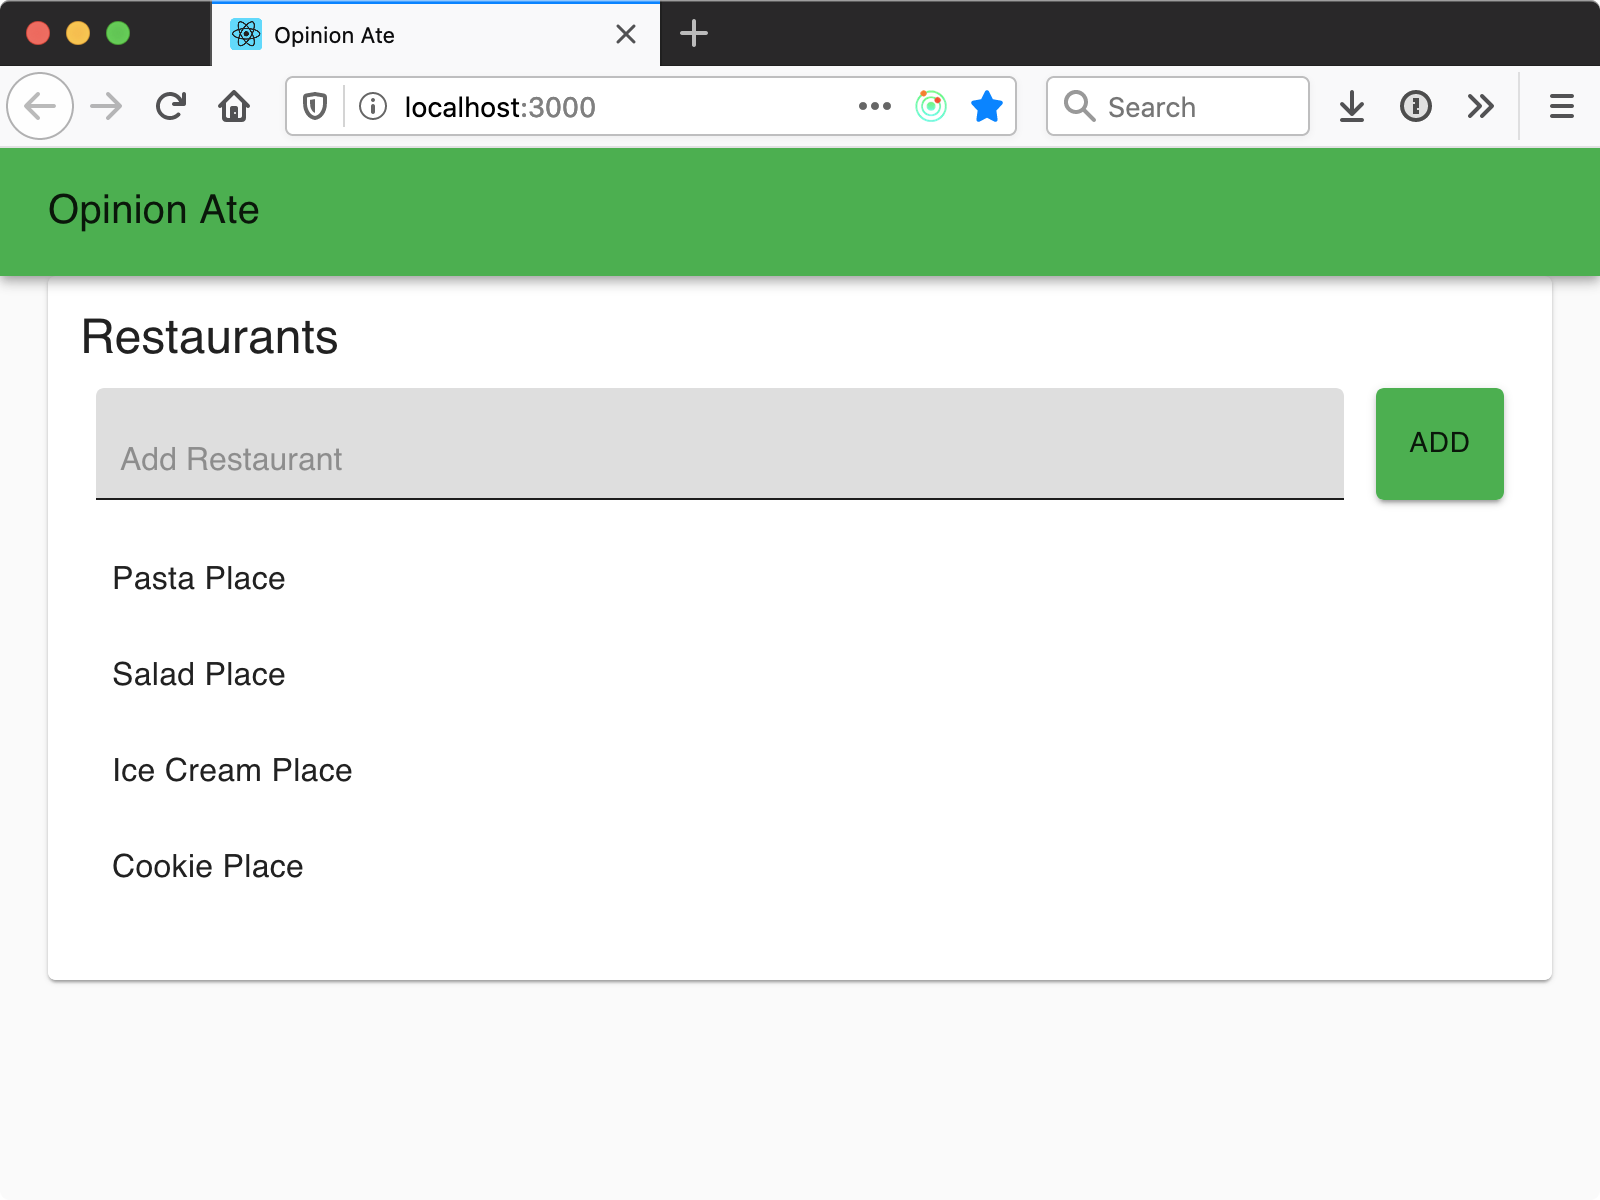 Opinion Ate
localhost:3000
Search
Opinion Ate
Restaurants
Add Restaurant
ADD
Pasta Place
Salad Place
Ice Cream Place
Cookie Place